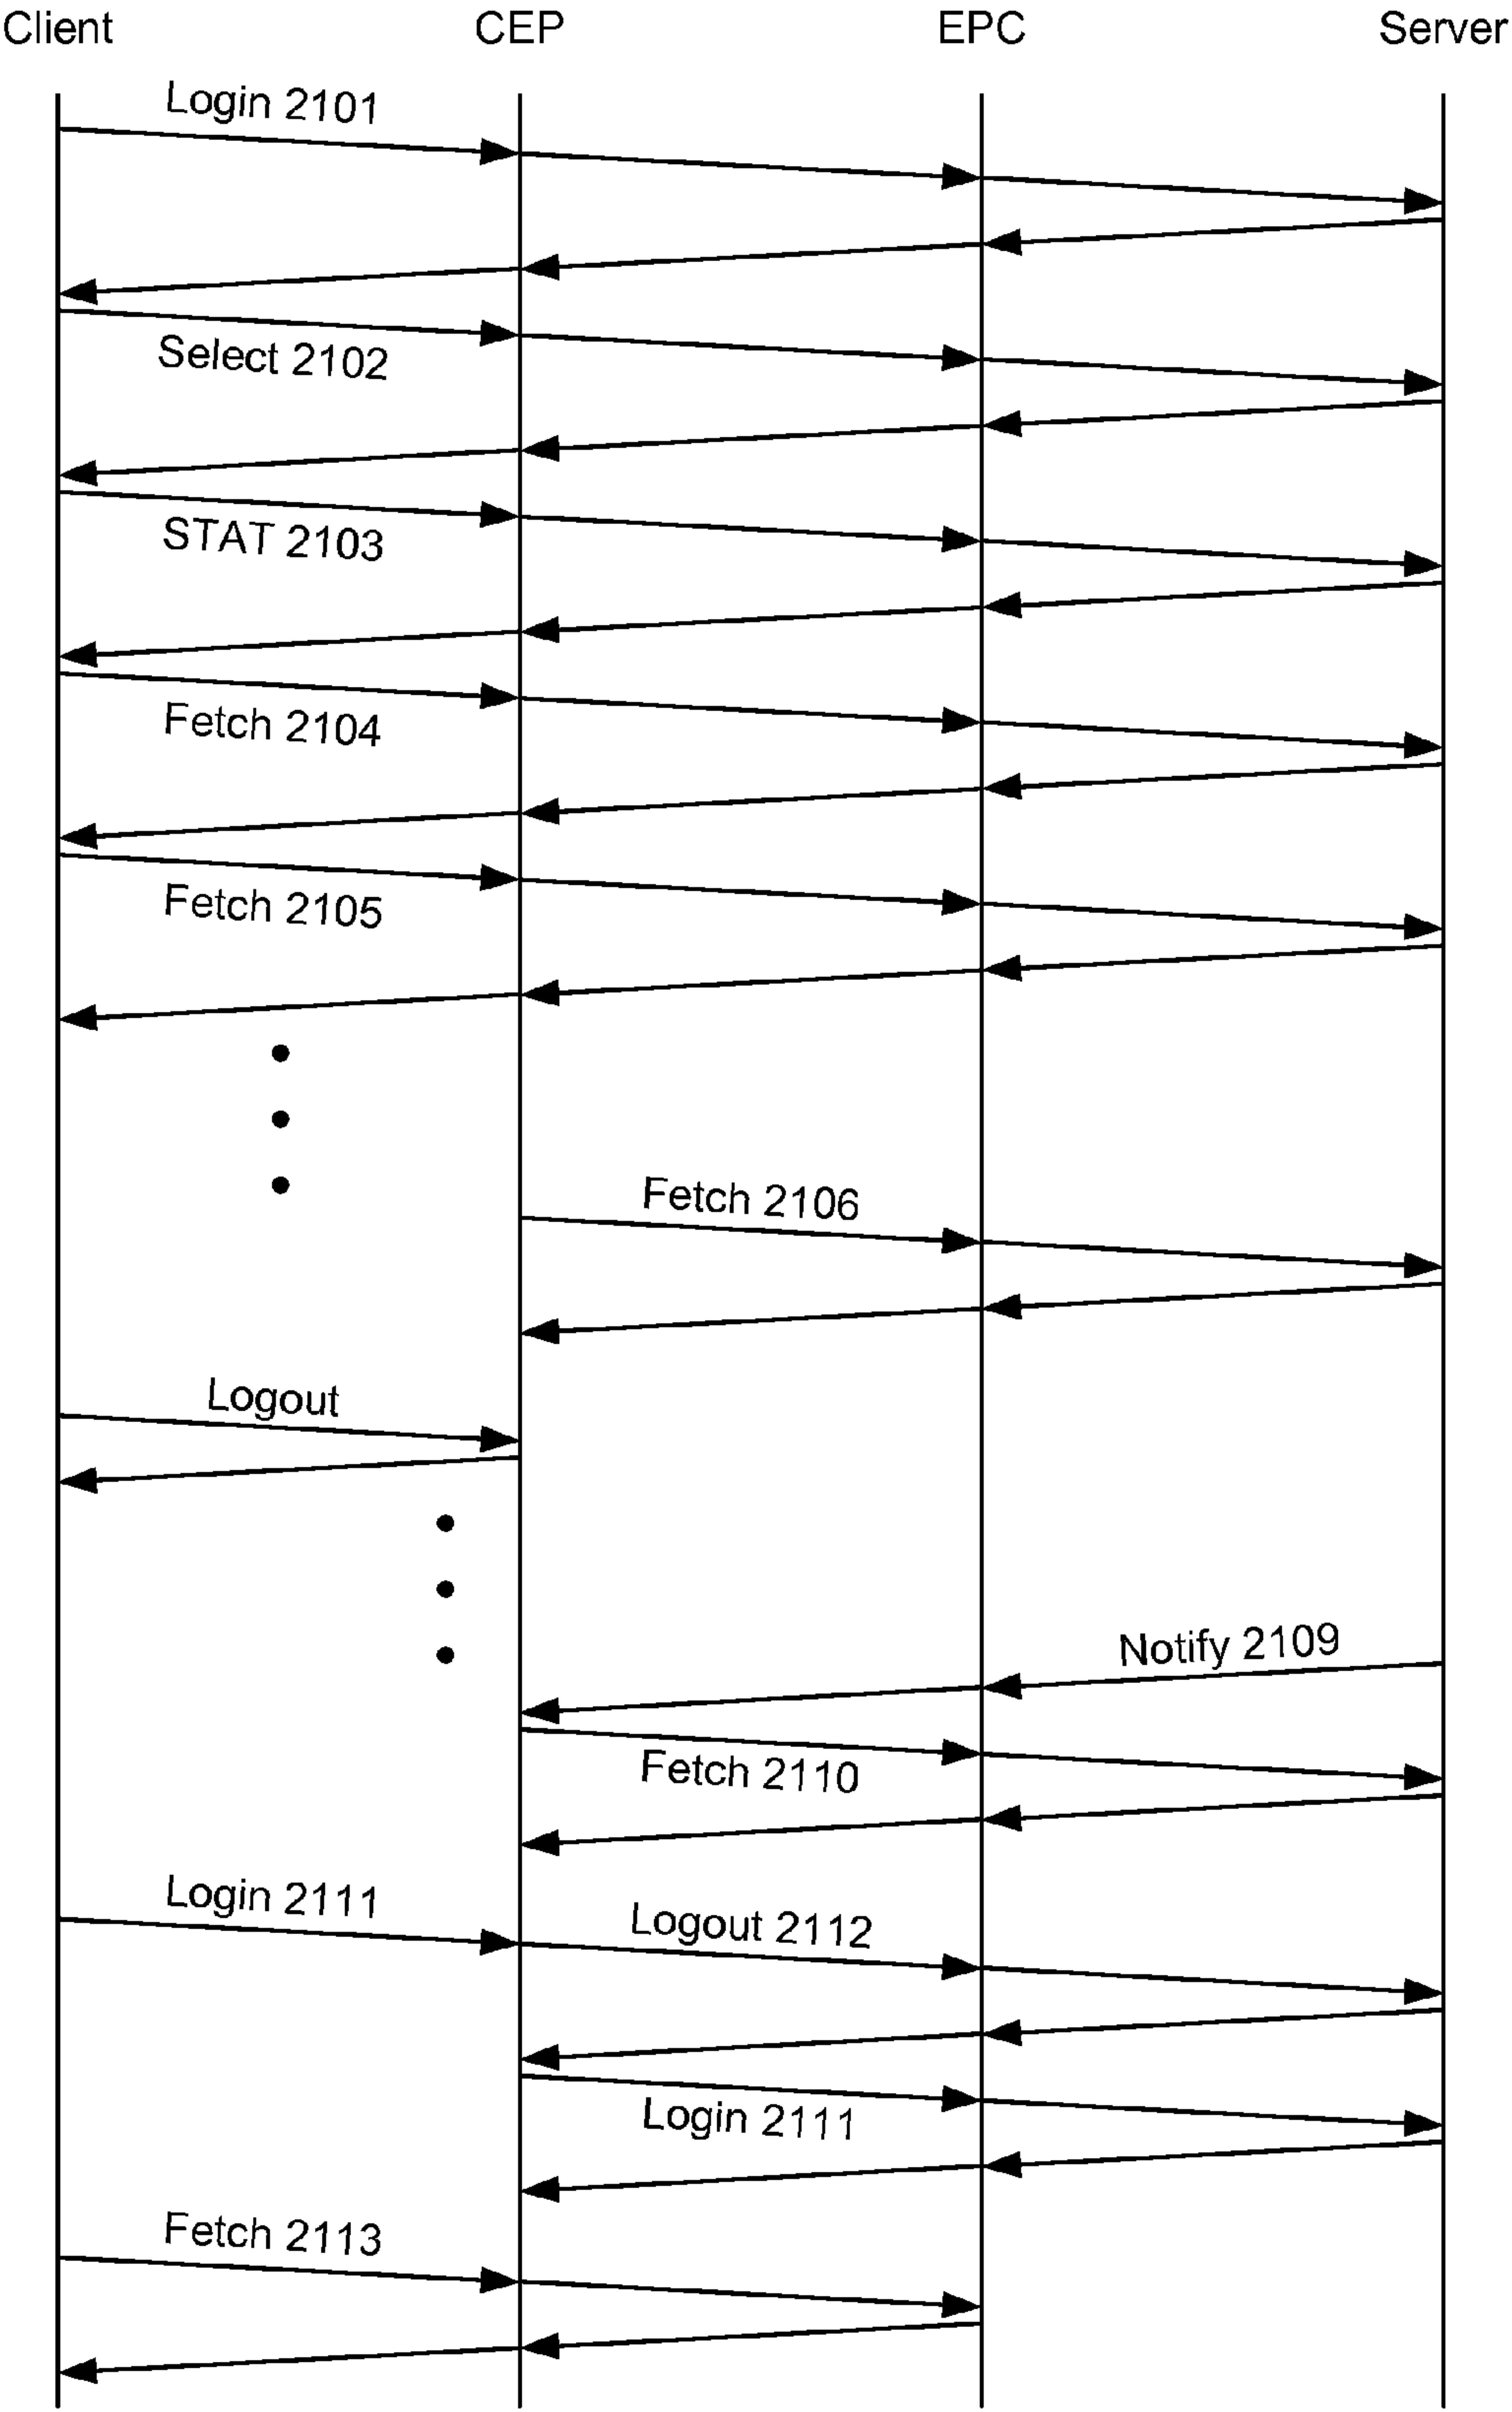 Client CEP EPC Server
Login 2101
Select 2102
STAT 2103
Fetch 2104
Fetch 2105
Fetch 2106
Logout
Notify 2109
Fetch 2110
Login 2111
Logout 2112
Login 2111
Fetch 2113